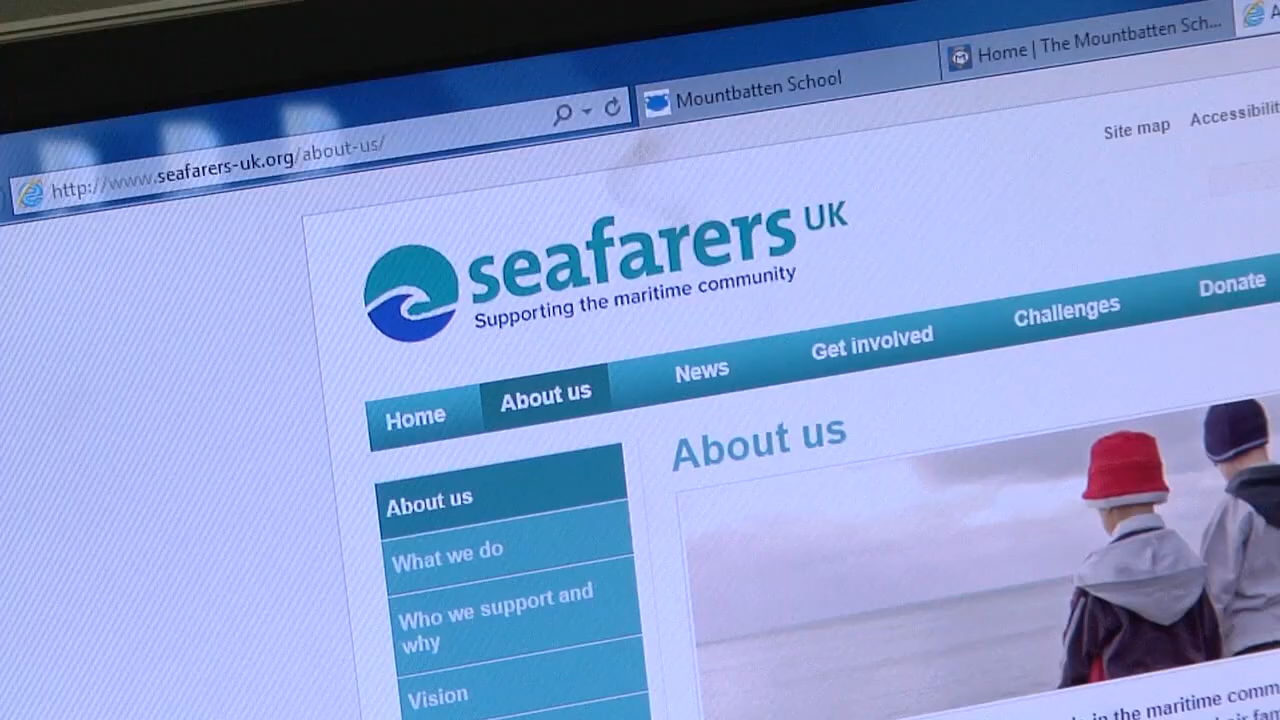 http://www.seafarers-uk.org/about-us/
Mountbatten School
Home | The Mountbatten Sch...
Site map
seafarers UK
Supporting the maritime community
Home
About us
News
Get involved
Challenges
Donate
About us
About us
What we do
Who we support and
why
Vision
in the maritime